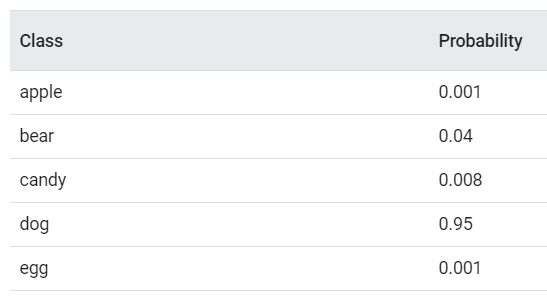 Class Probability
apple 0.001
bear 0.04
candy 0.008
dog 0.95
egg 0.001